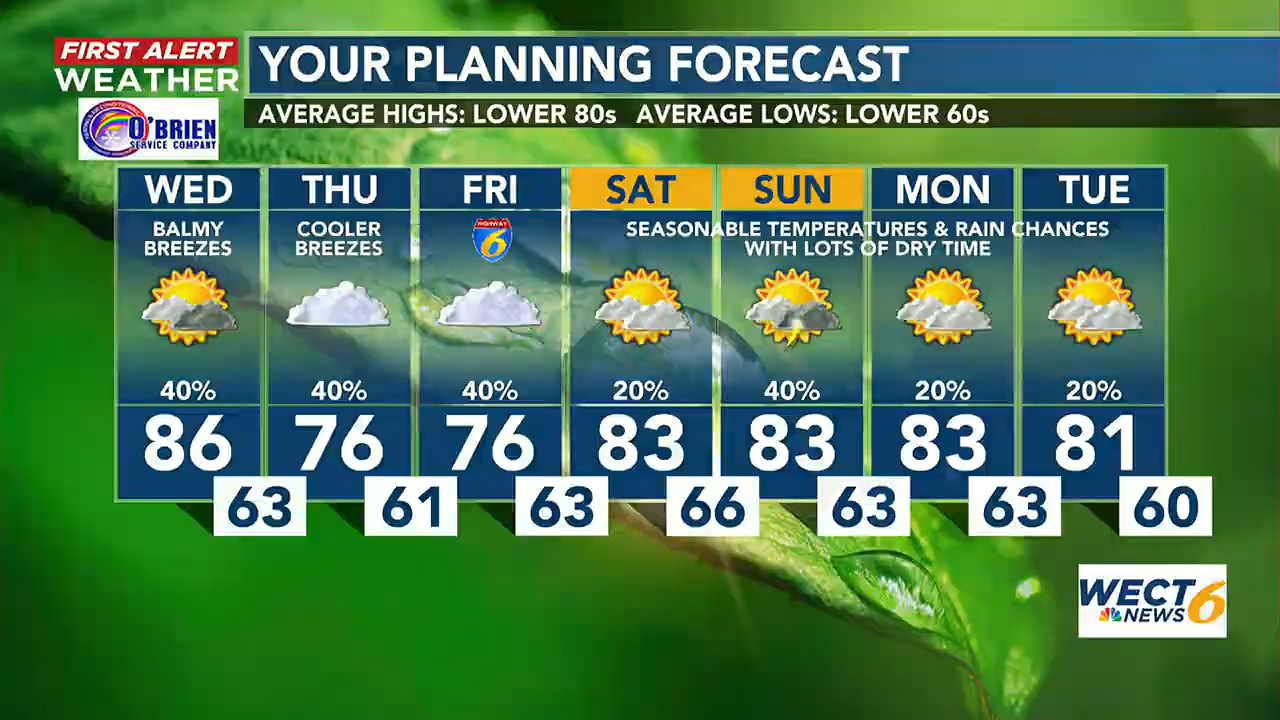 FIRST ALERT
WEATHER
YOUR PLANNING FORECAST
AVERAGE HIGHS: LOWER 80s AVERAGE LOWS: LOWER 60s
O'BRIEN
SERVICE COMPANY
WED THU FRI SAT SUN MON TUE
BALMY
BREEZES
COOLER
BREEZES
HIGHWAY
6
SEASONABLE TEMPERATURES & RAIN CHANCES
WITH LOTS OF DRY TIME
40% 40% 40% 20% 40% 20% 20%
86 76 76 83 83 83 81
63 61 63 66 63 63 60
WECT 6
NEWS